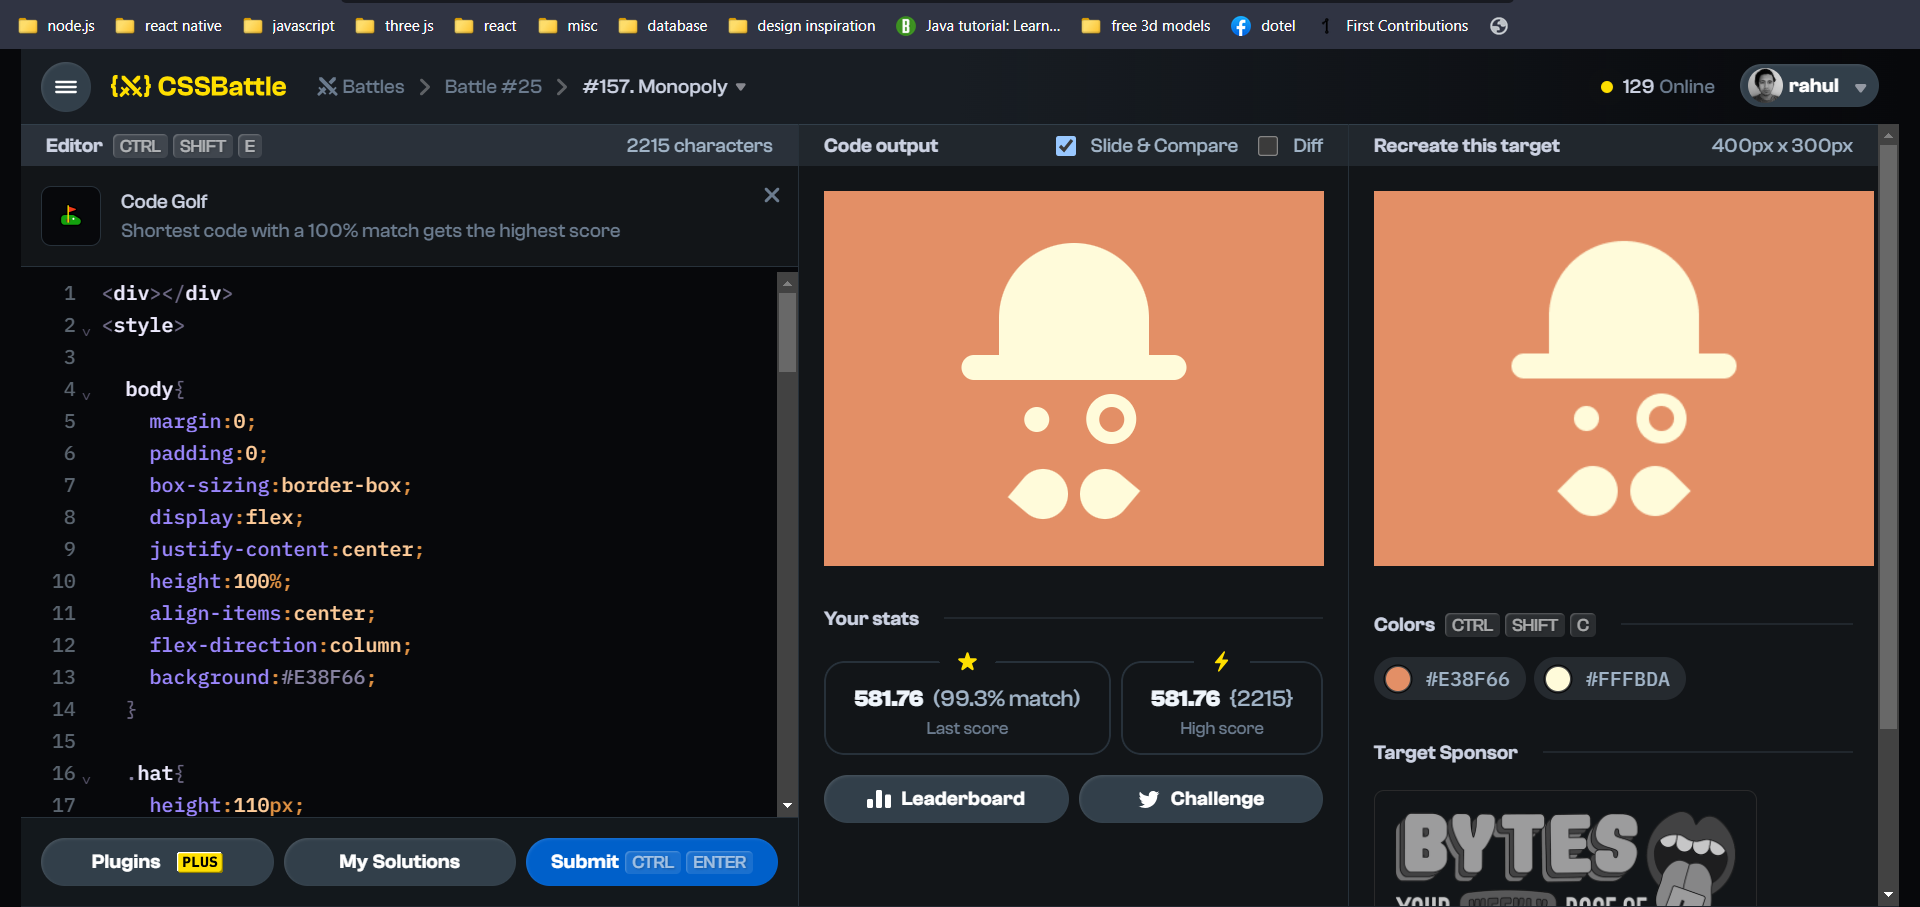 node.js react native javascript three js react misc database design inspiration Java tutorial: Learn... free 3d models dotel First Contributions
CSSBattle Battles Battle #25 #157. Monopoly 129 Online rahul
Editor CTRL SHIFT E 2215 characters
Code Golf
Shortest code with a 100% match gets the highest score
1 <div></div>
2 <style>
3
4 body{
5 margin:0;
6 padding:0;
7 box-sizing:border-box;
8 display:flex;
9 justify-content:center;
10 height:100%;
11 align-items:center;
12 flex-direction:column;
13 background:#E38F66;
14 }
15
16 .hat{
17 height:110px;
Plugins PLUS My Solutions Submit CTRL ENTER
Code output Slide & Compare Diff
Your stats
581.76 (99.3% match)
Last score
581.76 {2215}
High score
Leaderboard Challenge
Recreate this target 400px x 300px
Colors CTRL SHIFT C
#E38F66 #FFFBDA
Target Sponsor
BYTES
YOUR WEEKLY DOSE OF